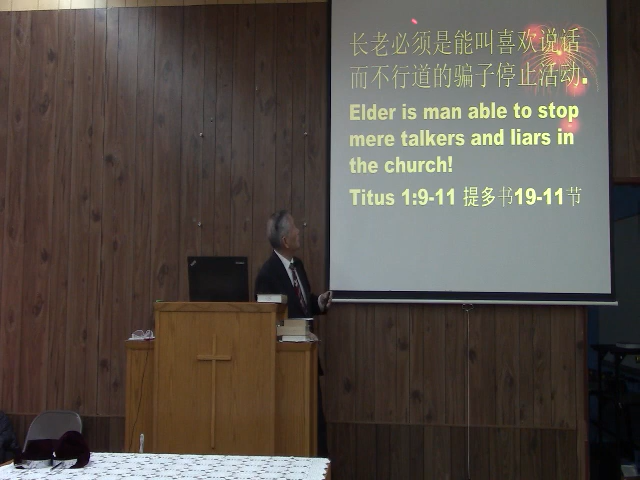 长老必须是能叫喜欢说话
而不行道的骗子停止活动.
Elder is man able to stop
mere talkers and liars in
the church!
Titus 1:9-11 提多书19-11节